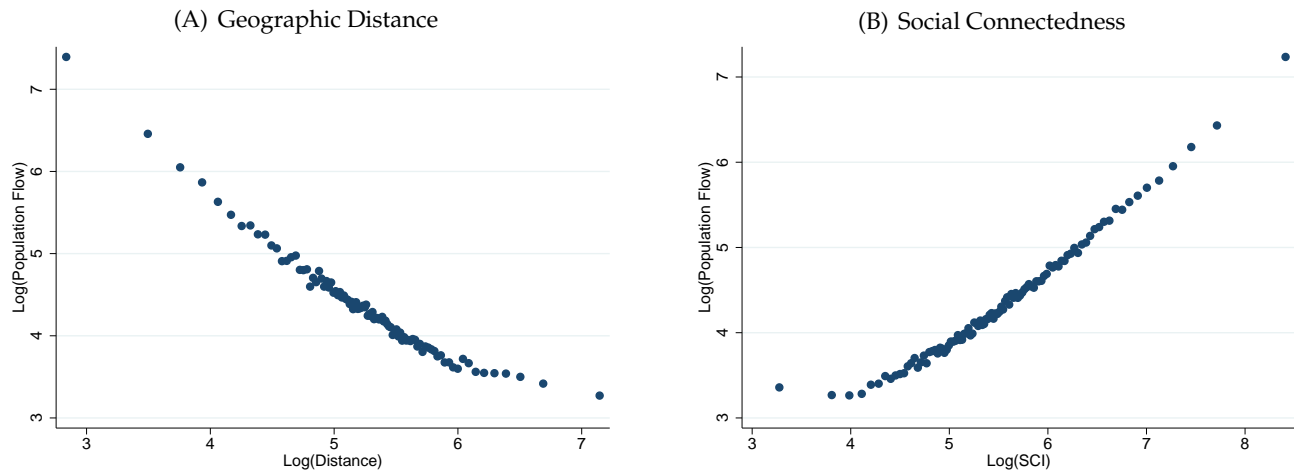 (A) Geographic Distance
Log(Population Flow)
7
6
5
4
3
3 4 5 6 7
Log(Distance)
(B) Social Connectedness
Log(Population Flow)
7
6
5
4
3
3 4 5 6 7 8
Log(SCI)